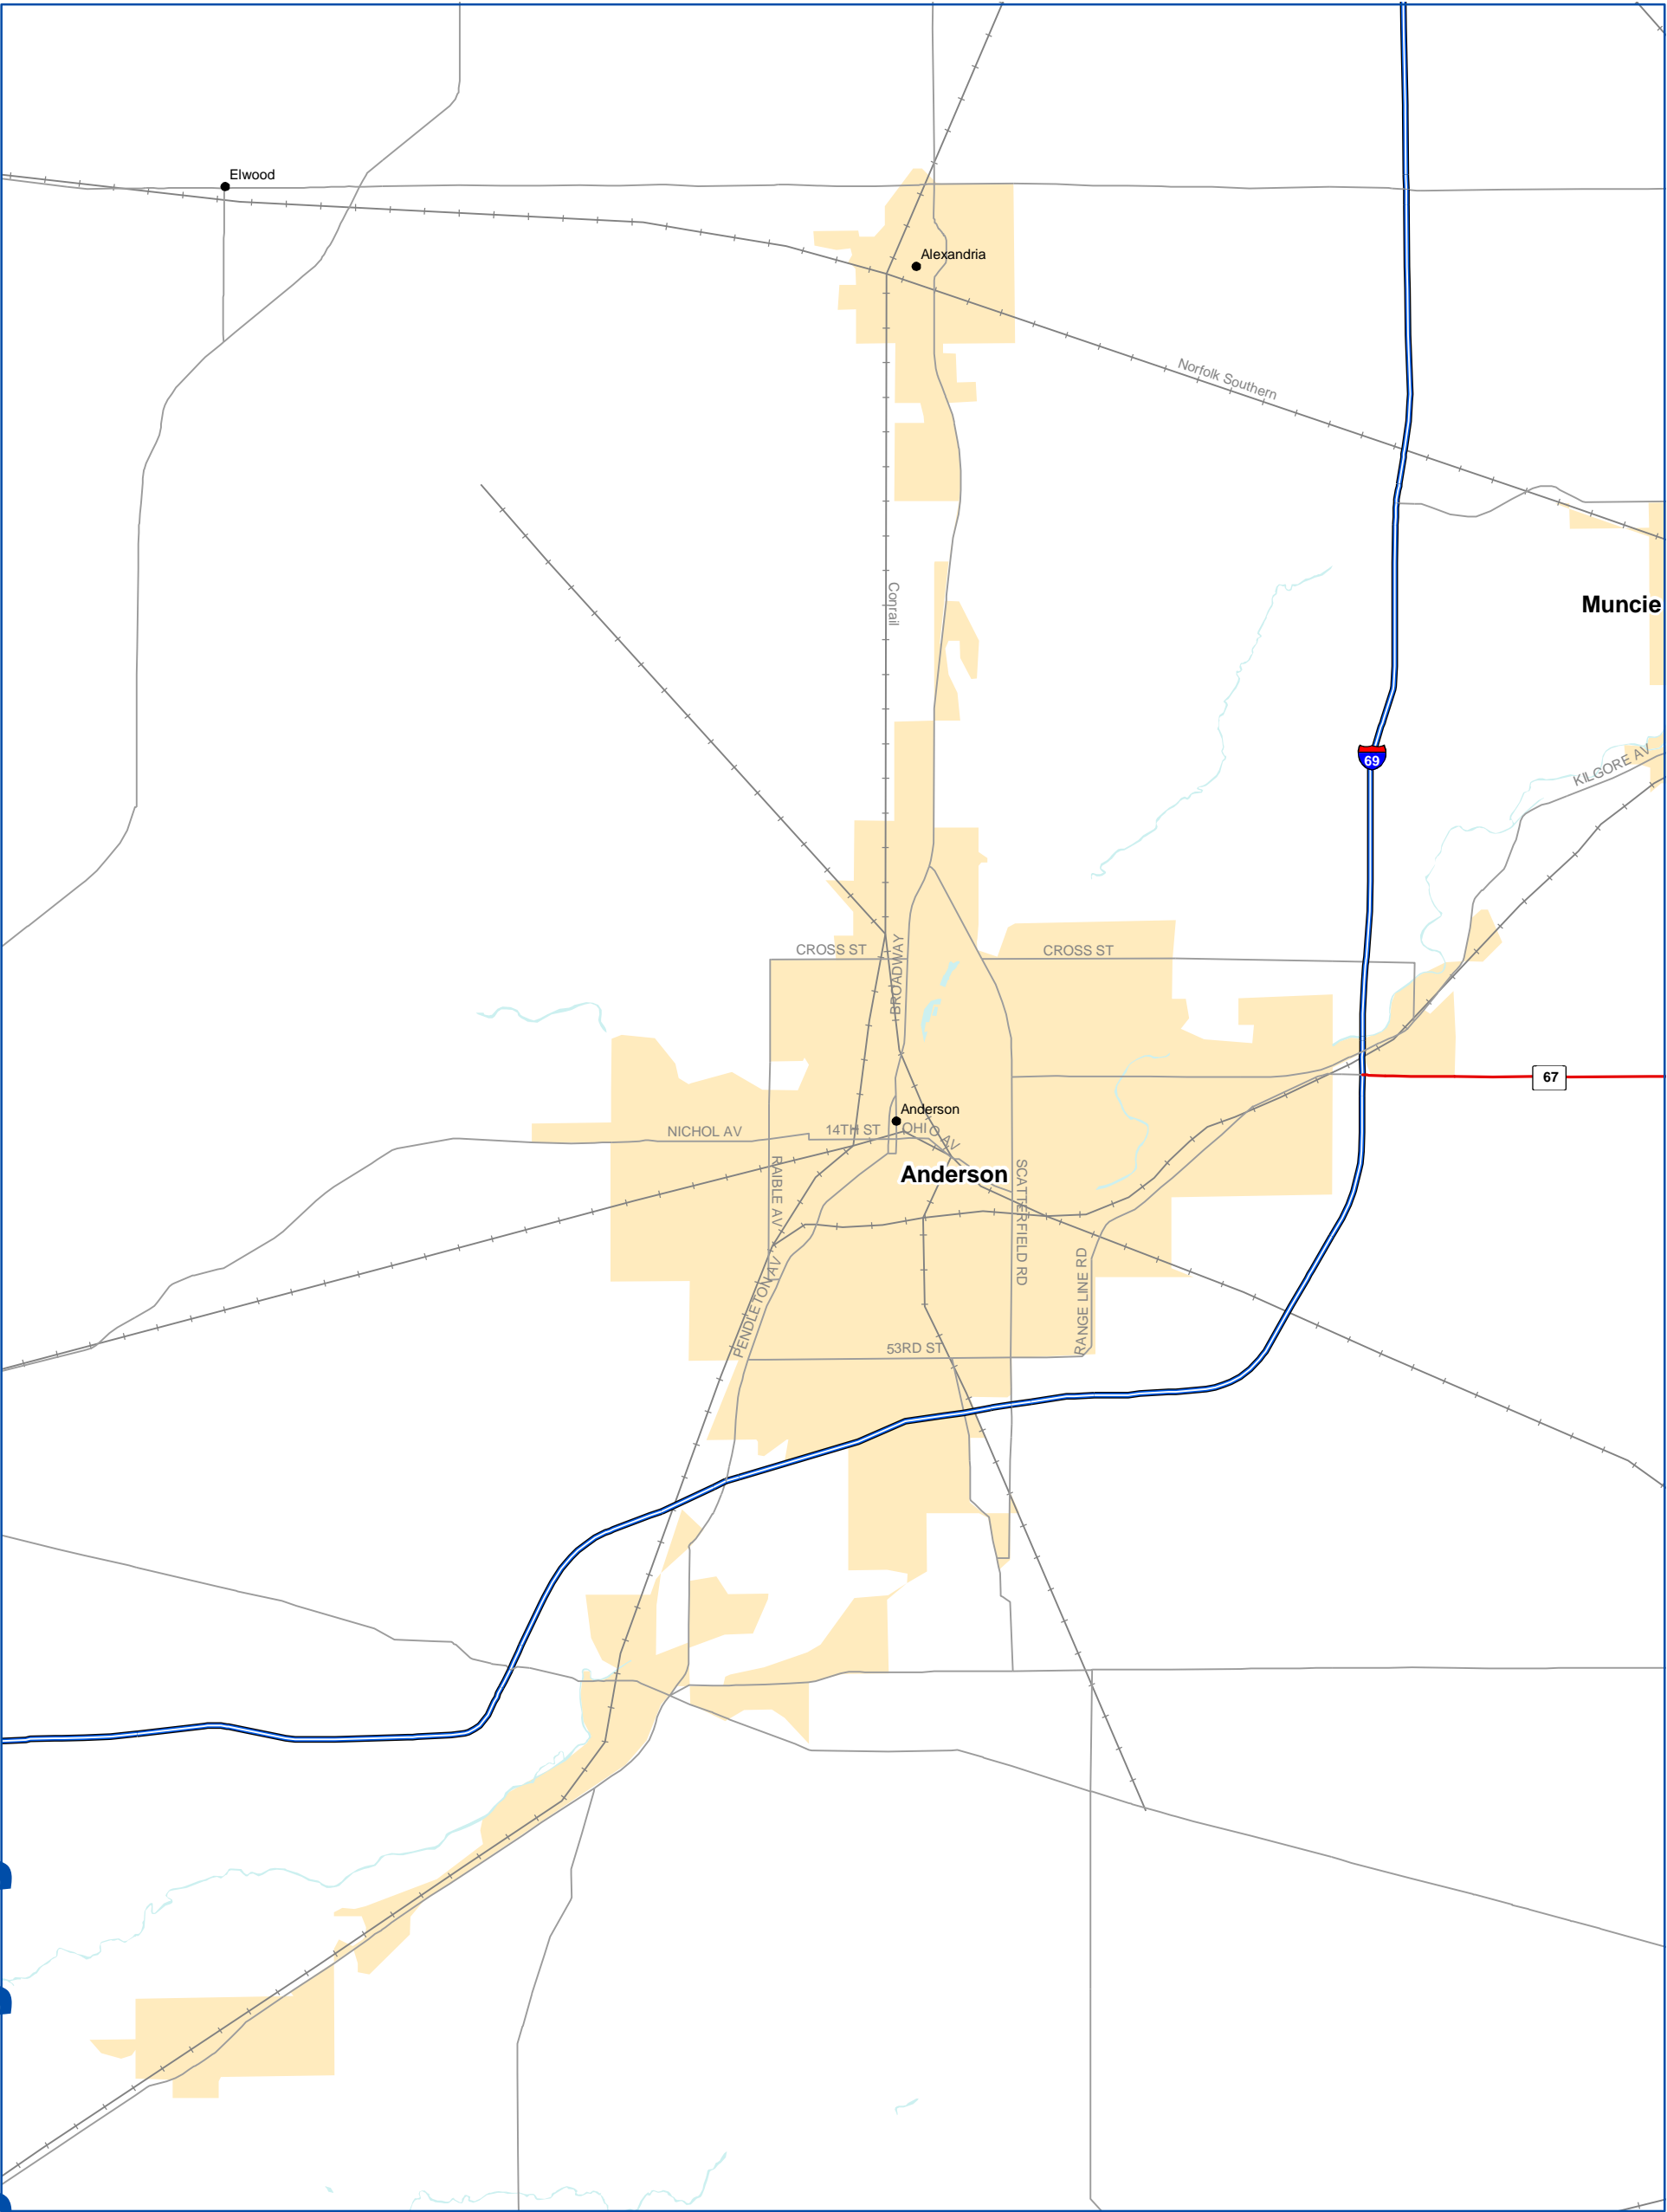 Elwood
Alexandria
Norfolk Southern
Conrail
Muncie
69
KILGORE AV
CROSS ST
BROADWAY
CROSS ST
67
Anderson
NICHOL AV
14TH ST
OHIO AV
Anderson
RAIBLE AV
SCATTERFIELD RD
RANGE LINE RD
PENDLETON AV
53RD ST